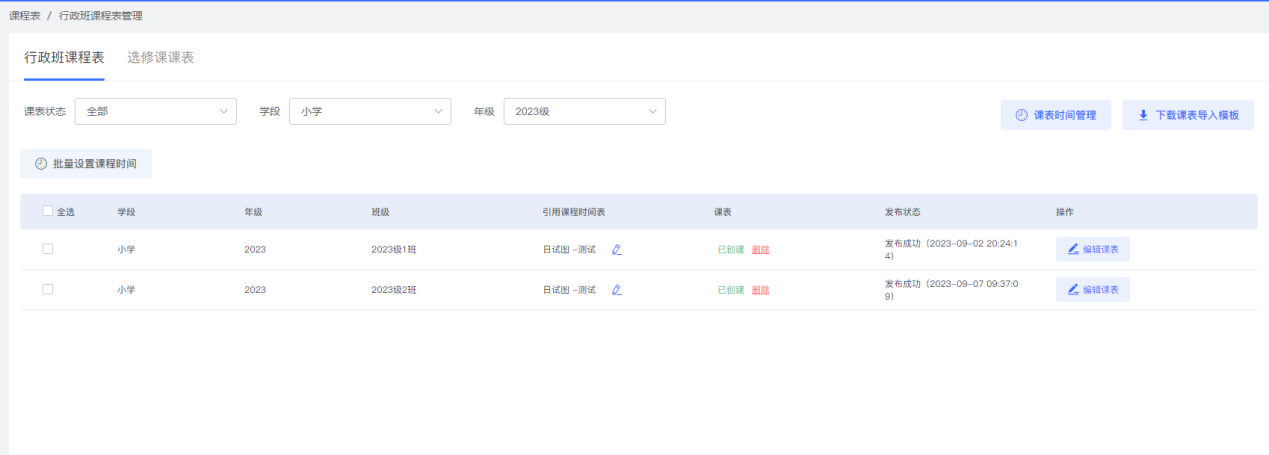 课程表 / 行政班课程表管理
行政班课程表 选修课课表
课表状态 全部 学段 小学 年级 2023级
课表时间管理 下载课表导入模板
批量设置课程时间
全选 学段 年级 班级 引用课程时间表 课表 发布状态 操作
小学 2023 2023级1班 日试图 -测试 已创建 删除 发布成功（2023-09-02 20:24:1
4） 编辑课表
小学 2023 2023级2班 日试图 -测试 已创建 删除 发布成功（2023-09-07 09:37:0
9） 编辑课表